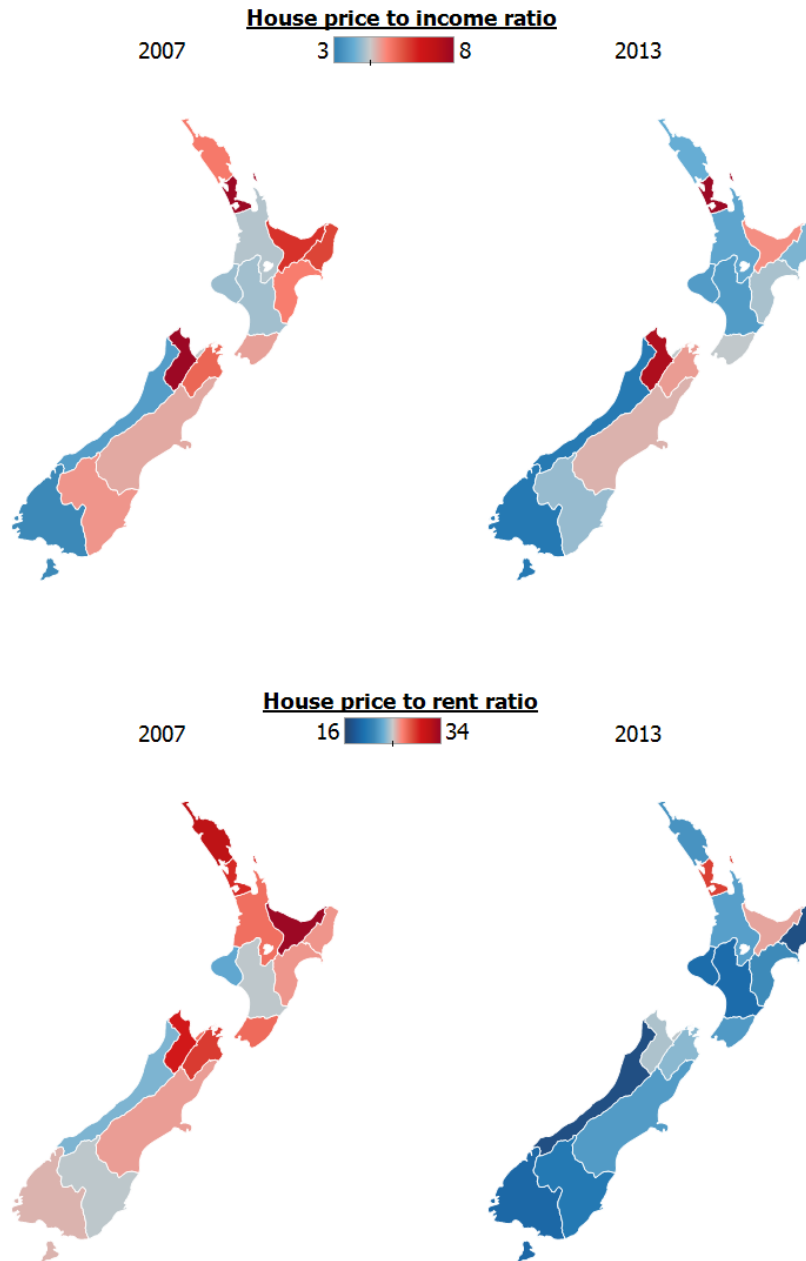 House price to income ratio
2007 3 8 2013
House price to rent ratio
2007 16 34 2013